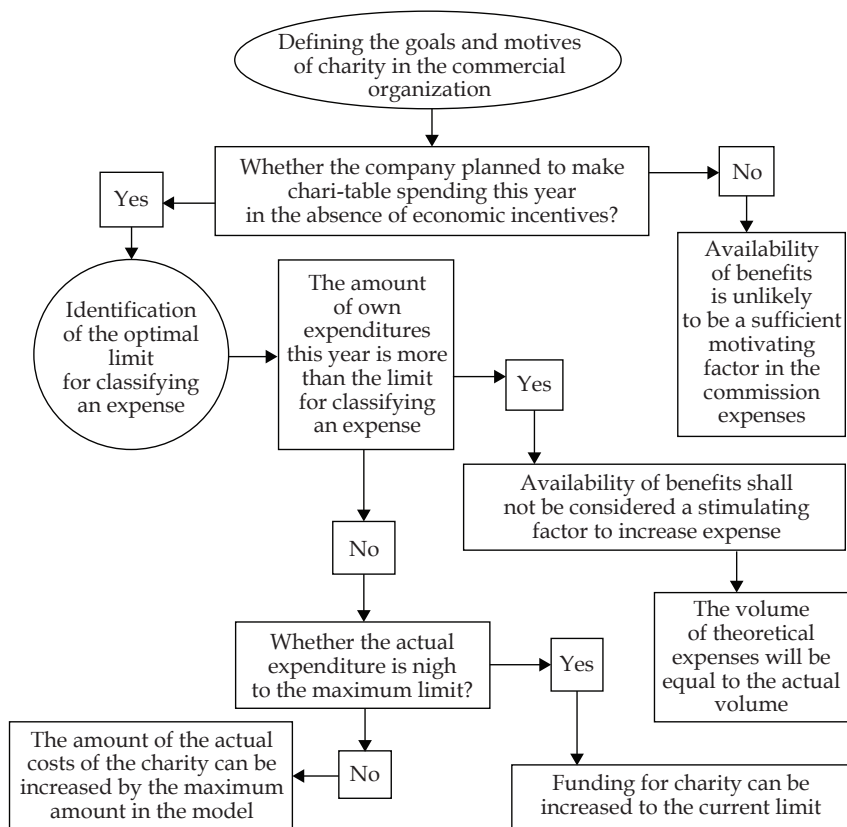 Defining the goals and motives
of charity in the commercial
organization
Whether the company planned to make
chari-table spending this year
in the absence of economic incentives?
No
Yes
Availability
of benefits
is unlikely
to be a sufficient
motivating
factor in the
commission
expenses
Identification
of the optimal
limit
for classifying
an expense
The amount
of own
expenditures
this year is more
than the limit
for classifying
an expense
Yes
Availability of benefits shall
not be considered a stimulating
factor to increase expense
No
The volume
of theoretical
expenses will be
equal to the actual
volume
Whether the actual
expenditure is nigh
to the maximum limit?
Yes
No
The amount of the actual
costs of the charity can be
increased by the maximum
amount in the model
Funding for charity can be
increased to the current limit